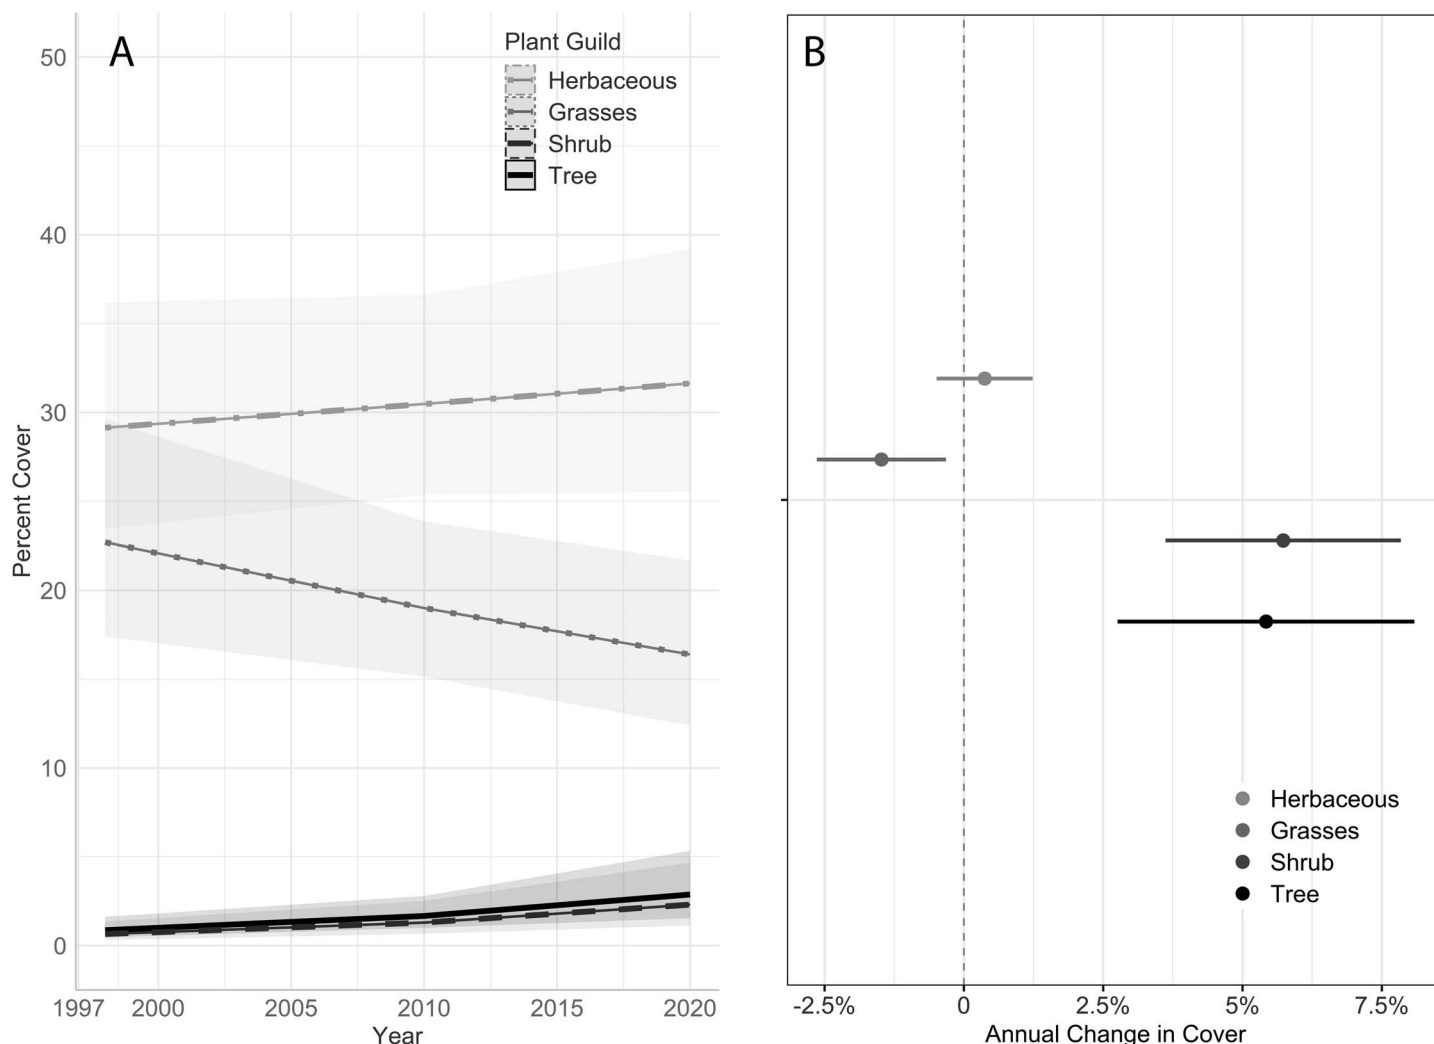 A
Plant Guild
Herbaceous
Grasses
Shrub
Tree
50
40
30
20
10
0
Percent Cover
1997 2000 2005 2010 2015 2020
Year
B
Herbaceous
Grasses
Shrub
Tree
-2.5% 0 2.5% 5% 7.5%
Annual Change in Cover